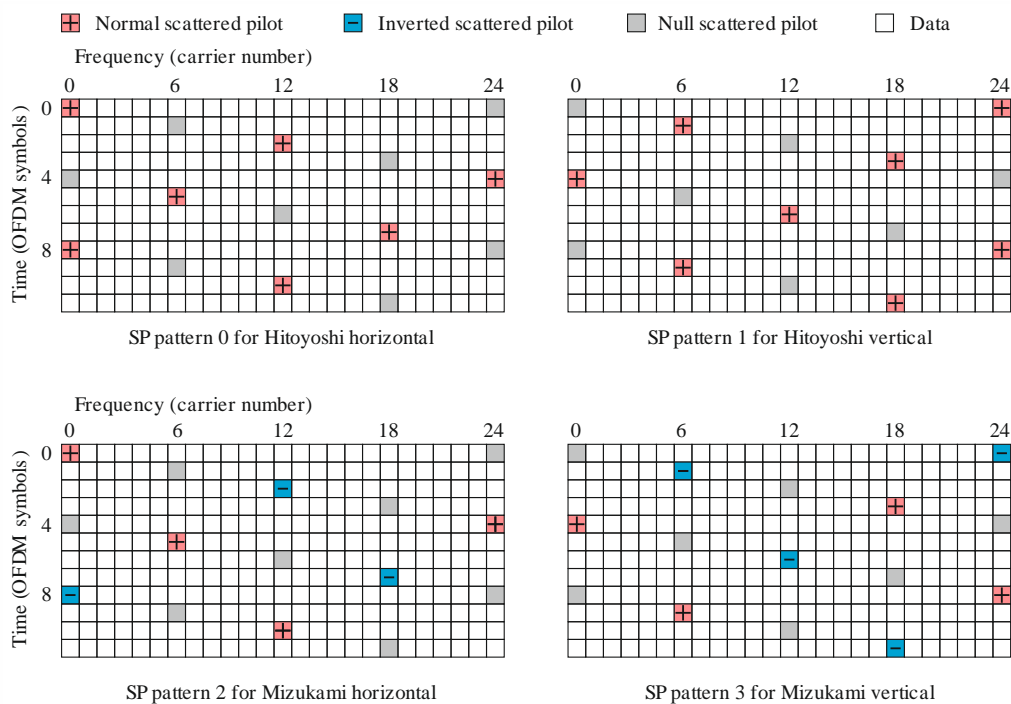 + Normal scattered pilot − Inverted scattered pilot Null scattered pilot Data
Frequency (carrier number)
0 6 12 18 24
0 6 12 18 24
Time (OFDM symbols)
0
4
8
SP pattern 0 for Hitoyoshi horizontal
SP pattern 1 for Hitoyoshi vertical
Frequency (carrier number)
0 6 12 18 24
0 6 12 18 24
Time (OFDM symbols)
0
4
8
SP pattern 2 for Mizukami horizontal
SP pattern 3 for Mizukami vertical